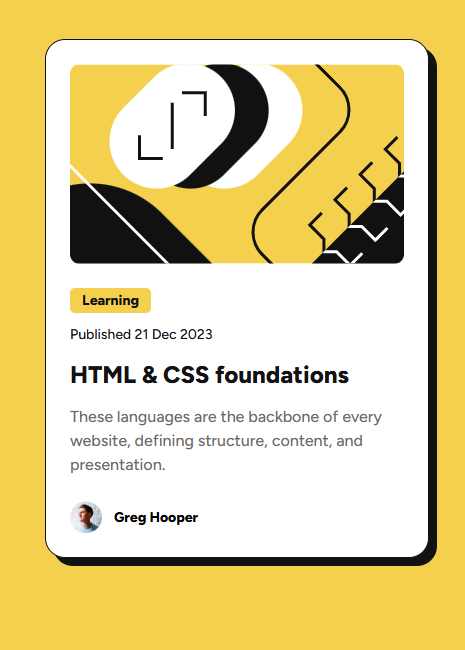 Learning
Published 21 Dec 2023
HTML & CSS foundations
These languages are the backbone of every
website, defining structure, content, and
presentation.
Greg Hooper